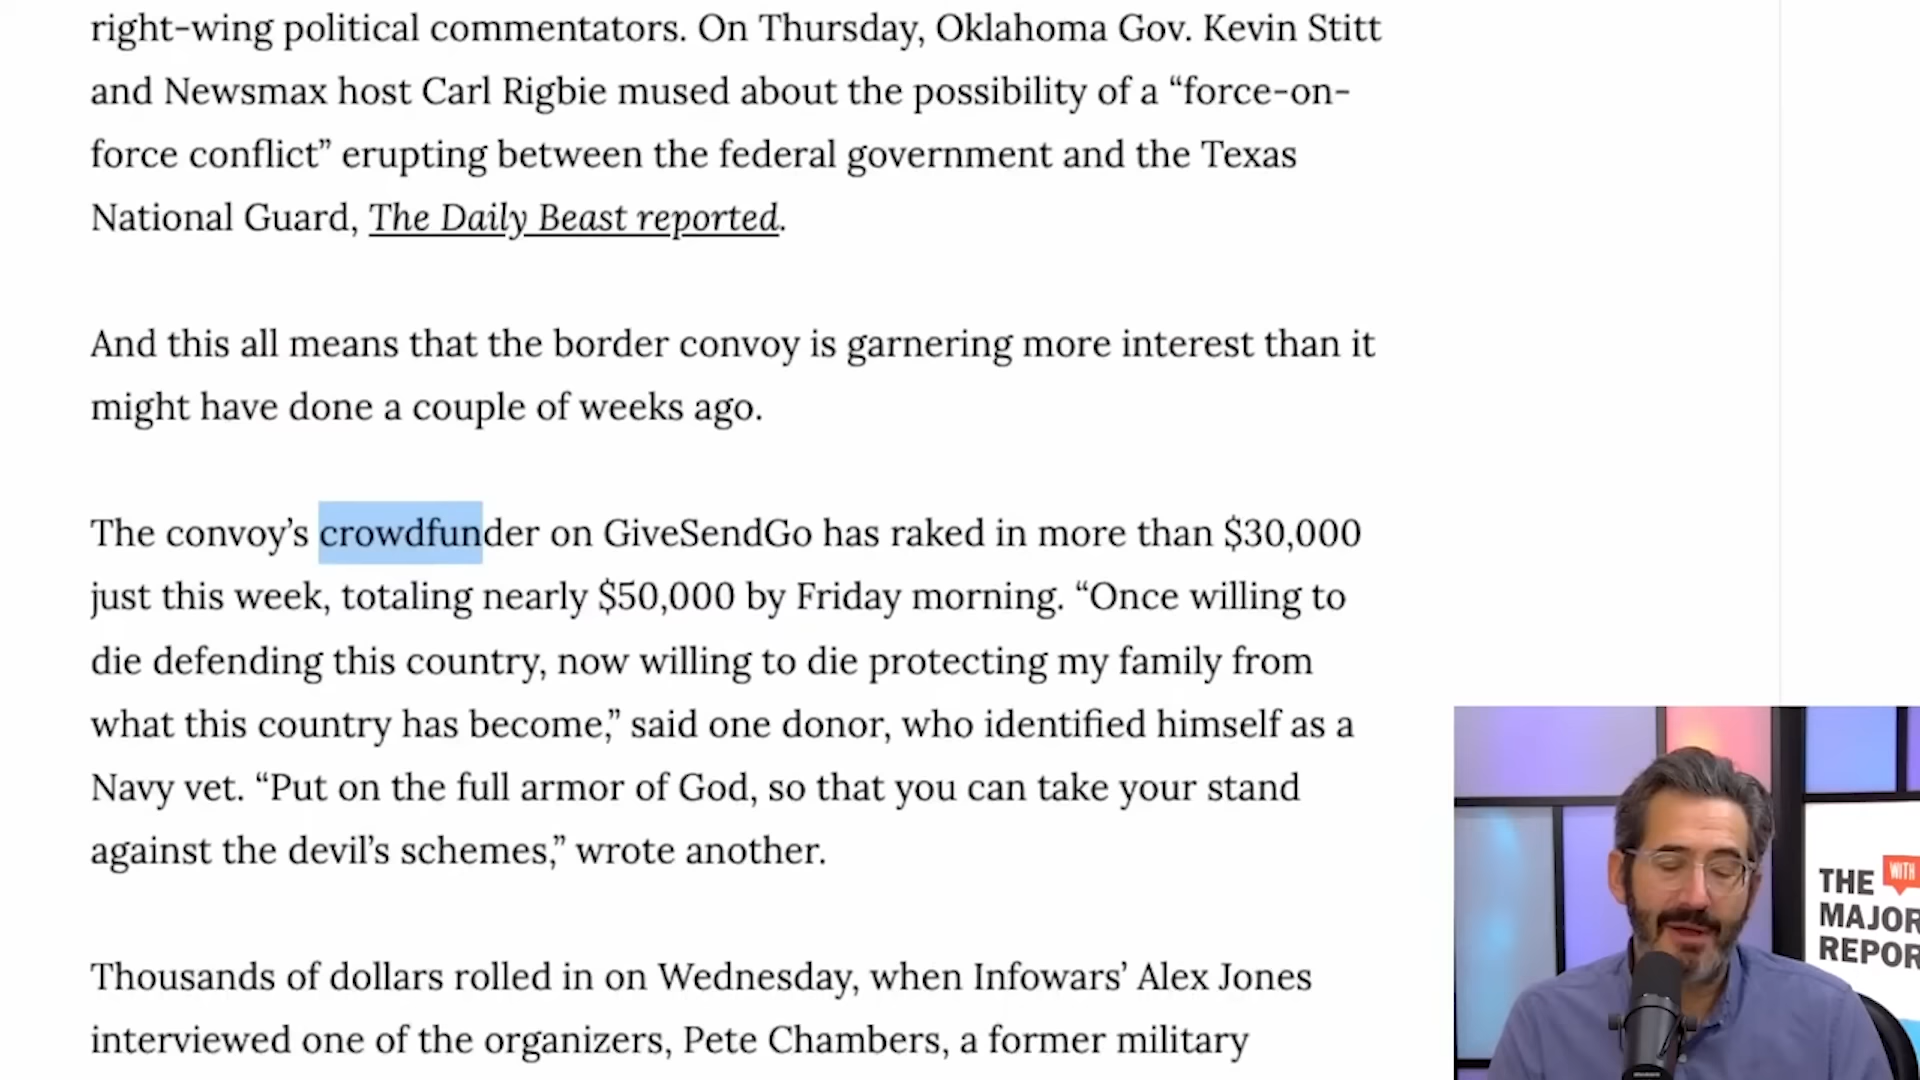 right-wing political commentators. On Thursday, Oklahoma Gov. Kevin Stitt
and Newsmax host Carl Rigbie mused about the possibility of a “force-on-
force conflict” erupting between the federal government and the Texas
National Guard, The Daily Beast reported.
And this all means that the border convoy is garnering more interest than it
might have done a couple of weeks ago.
The convoy’s crowdfunder on GiveSendGo has raked in more than $30,000
just this week, totaling nearly $50,000 by Friday morning. “Once willing to
die defending this country, now willing to die protecting my family from
what this country has become,” said one donor, who identified himself as a
Navy vet. “Put on the full armor of God, so that you can take your stand
against the devil’s schemes,” wrote another.
Thousands of dollars rolled in on Wednesday, when Infowars’ Alex Jones
interviewed one of the organizers, Pete Chambers, a former military
THE WITH
MAJOR
REPOR